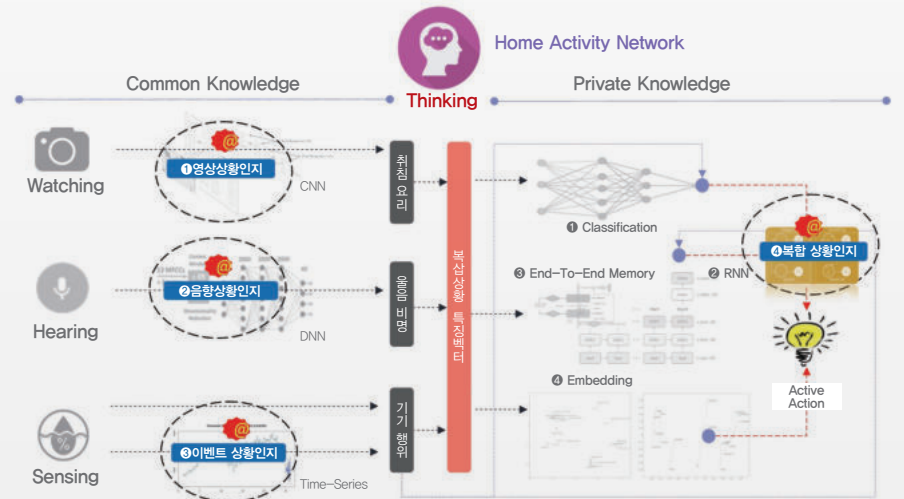 Home Activity Network
Common Knowledge
Thinking
Private Knowledge
Watching
@
❶영상상황인지
CNN
취침 요리
❶ Classification
@
❹복합 상황인지
Hearing
@
❷음향상황인지
DNN
울음 비명
복삽상황 특징벡터
❸ End-To-End Memory
❷ RNN
❹ Embedding
Active
Action
Sensing
%
@
❸이벤트 상황인지
Time-Series
기기 행위